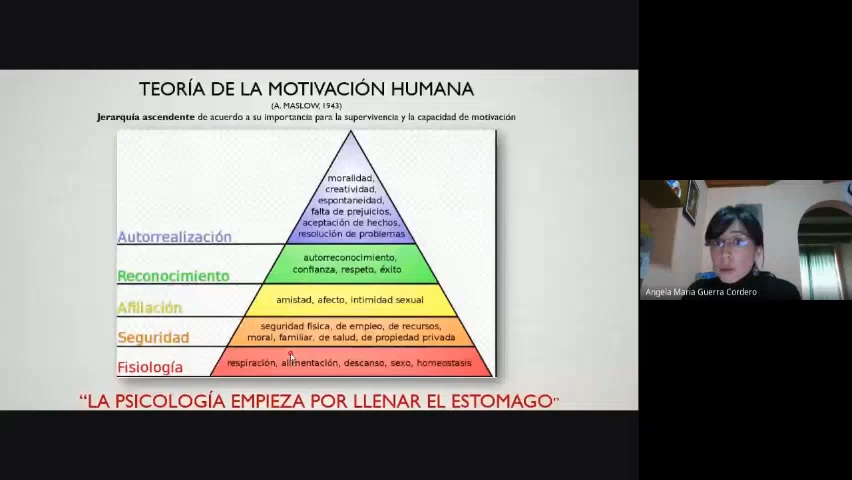 TEORÍA DE LA MOTIVACIÓN HUMANA
(A. MASLOW, 1943)
Jerarquía ascendente de acuerdo a su importancia para la supervivencia y la capacidad de motivación
moralidad,
creatividad,
espontaneidad,
falta de prejuicios,
aceptación de hechos,
resolución de problemas
Autorrealización
autorreconocimiento,
confianza, respeto, éxito
Reconocimiento
amistad, afecto, intimidad sexual
Afiliación
seguridad física, de empleo, de recursos,
moral, familiar, de salud, de propiedad privada
Seguridad
respiración, alimentación, descanso, sexo, homeostasis
Fisiología
“LA PSICOLOGÍA EMPIEZA POR LLENAR EL ESTOMAGO”
Angela Maria Guerra Cordero